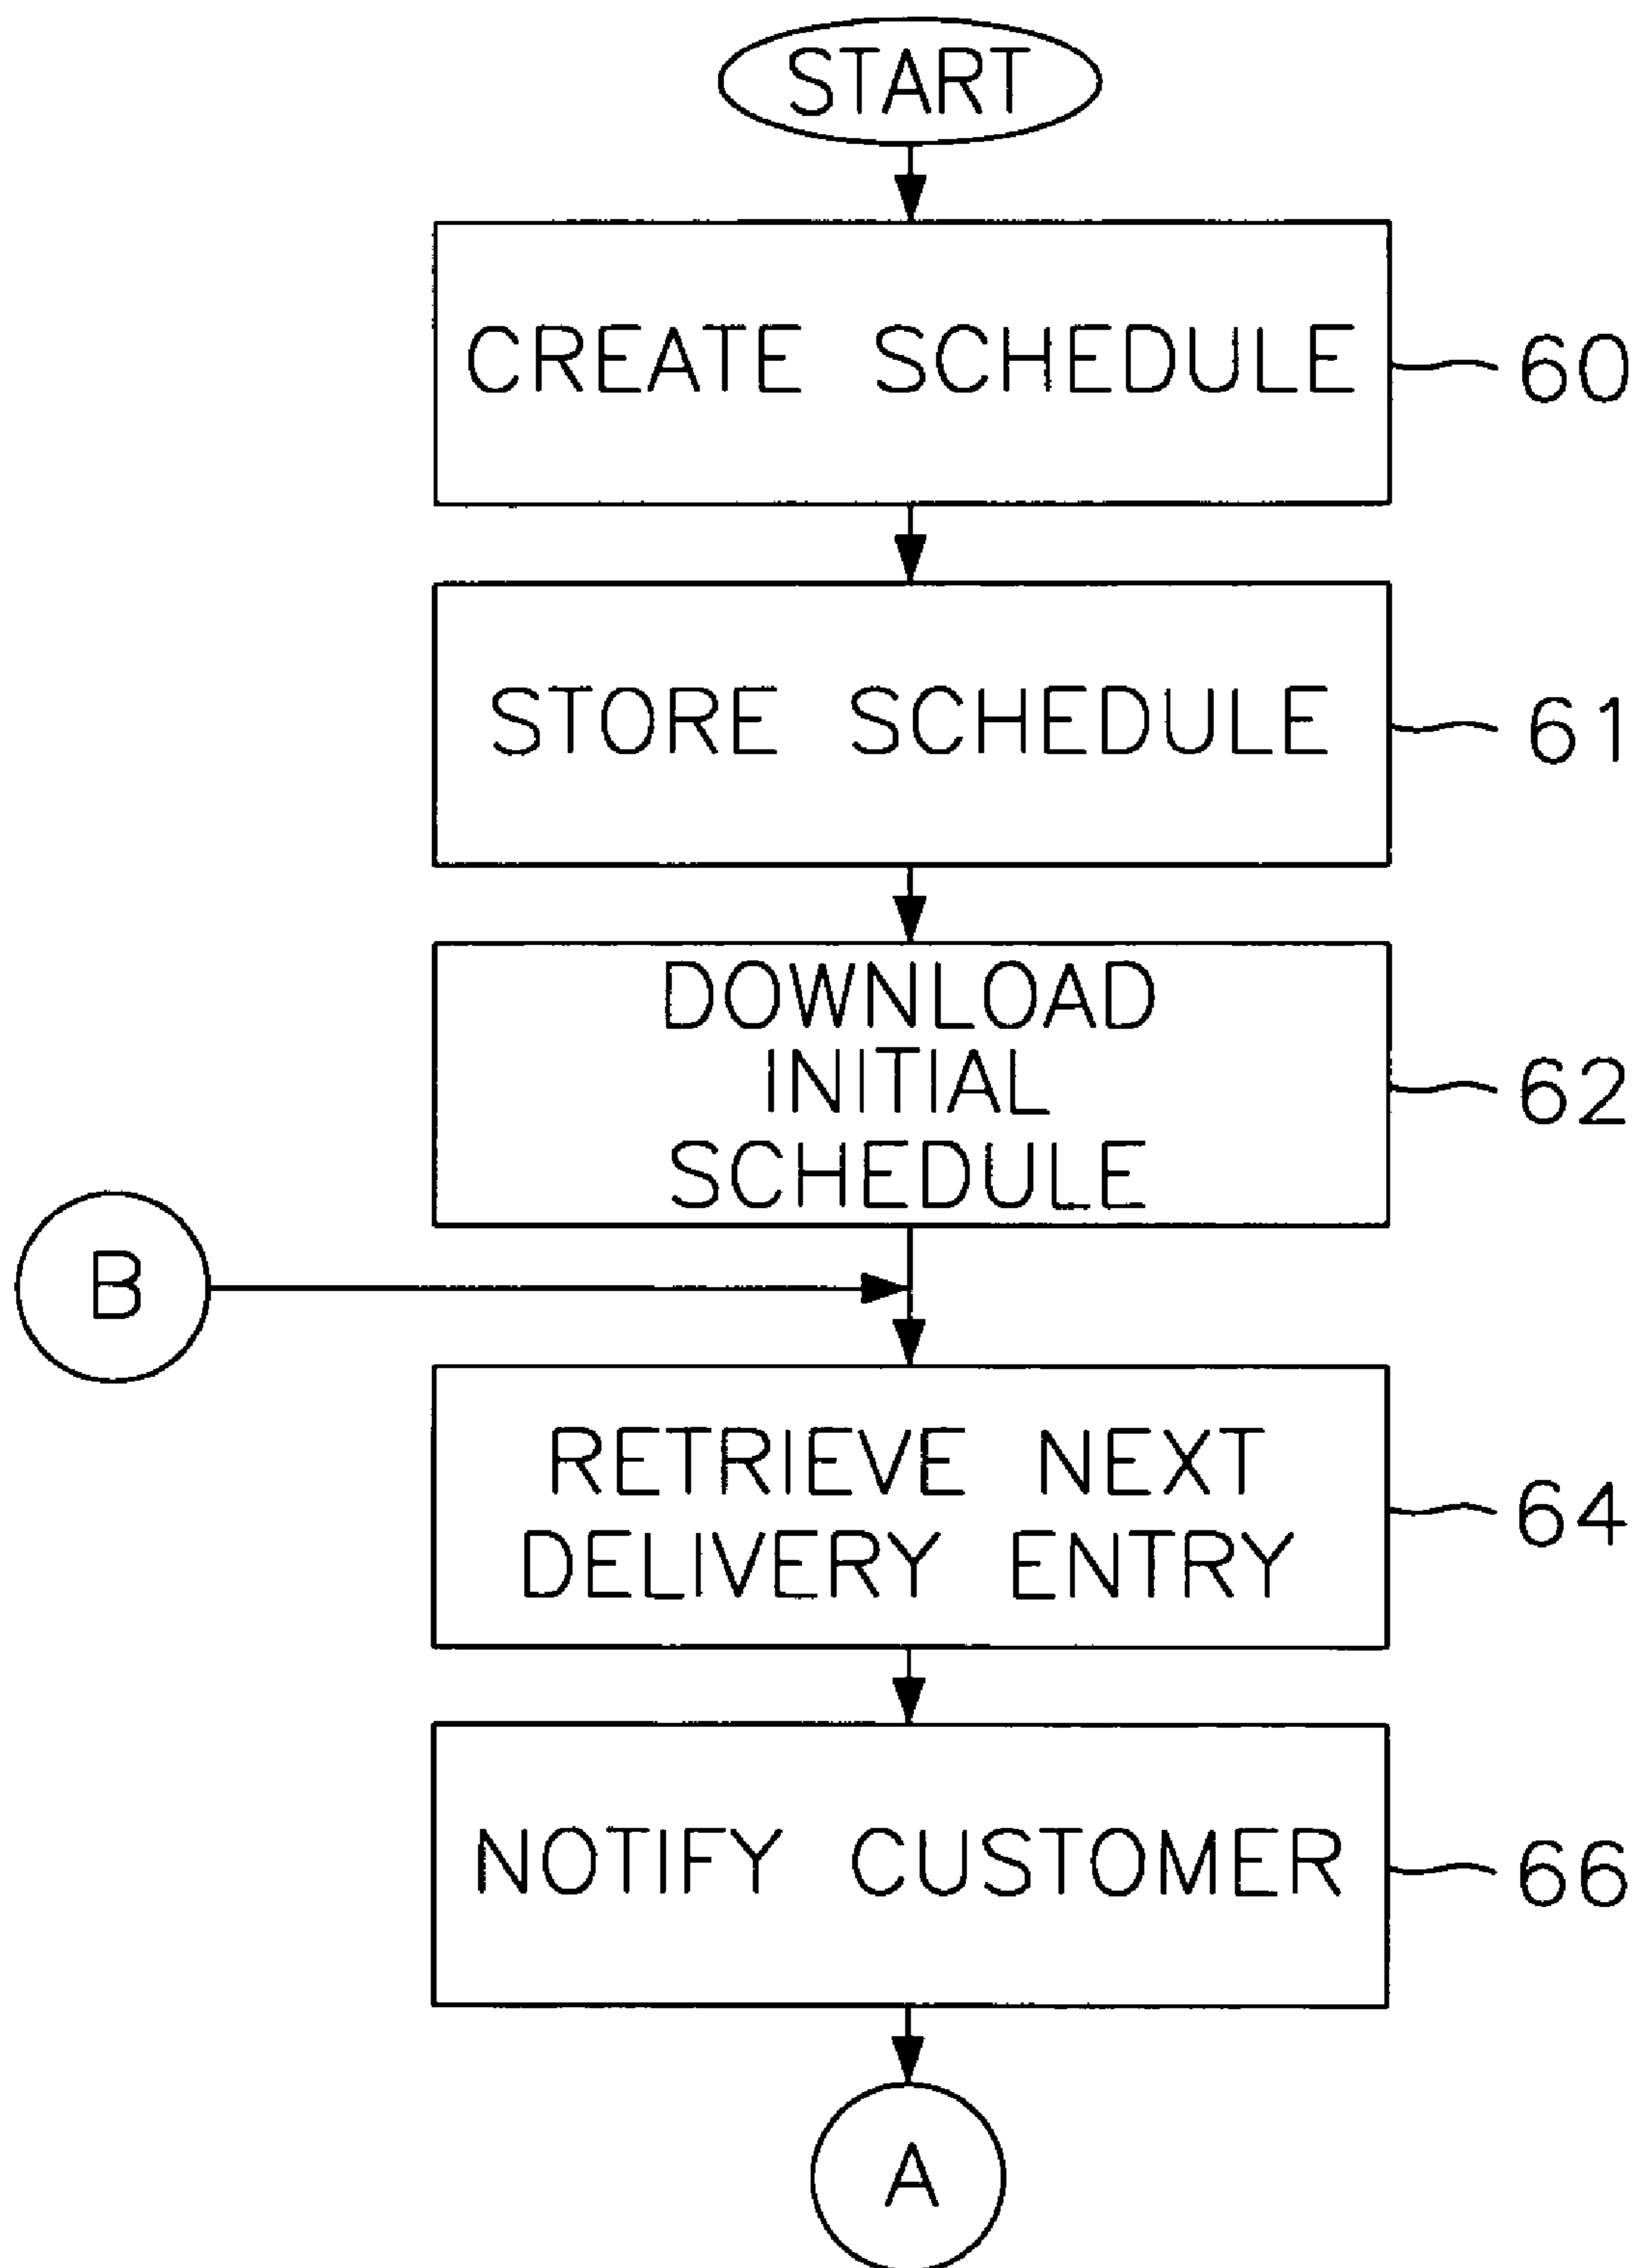 START
CREATE SCHEDULE
60
STORE SCHEDULE
61
DOWNLOAD
INITIAL
SCHEDULE
62
B
RETRIEVE NEXT
DELIVERY ENTRY
64
NOTIFY CUSTOMER
66
A